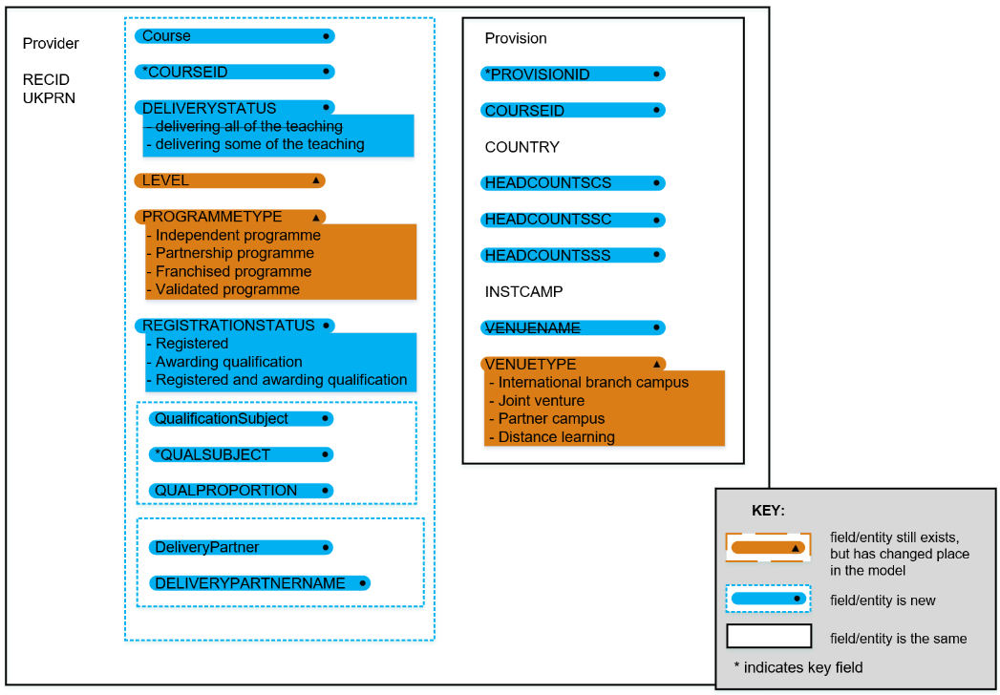 Provider
RECID
UKPRN
Course
*COURSEID
DELIVERYSTATUS
- delivering all of the teaching
- delivering some of the teaching
LEVEL
PROGRAMMETYPE
- Independent programme
- Partnership programme
- Franchised programme
- Validated programme
REGISTRATIONSTATUS
- Registered
- Awarding qualification
- Registered and awarding qualification
QualificationSubject
*QUALSUBJECT
QUALPROPORTION
DeliveryPartner
DELIVERYPARTNERNAME
Provision
*PROVISIONID
COURSEID
COUNTRY
HEADCOUNTSCS
HEADCOUNTSSC
HEADCOUNTSSS
INSTCAMP
VENUENAME
VENUETYPE
- International branch campus
- Joint venture
- Partner campus
- Distance learning
KEY:
field/entity still exists,
but has changed place
in the model
field/entity is new
field/entity is the same
* indicates key field